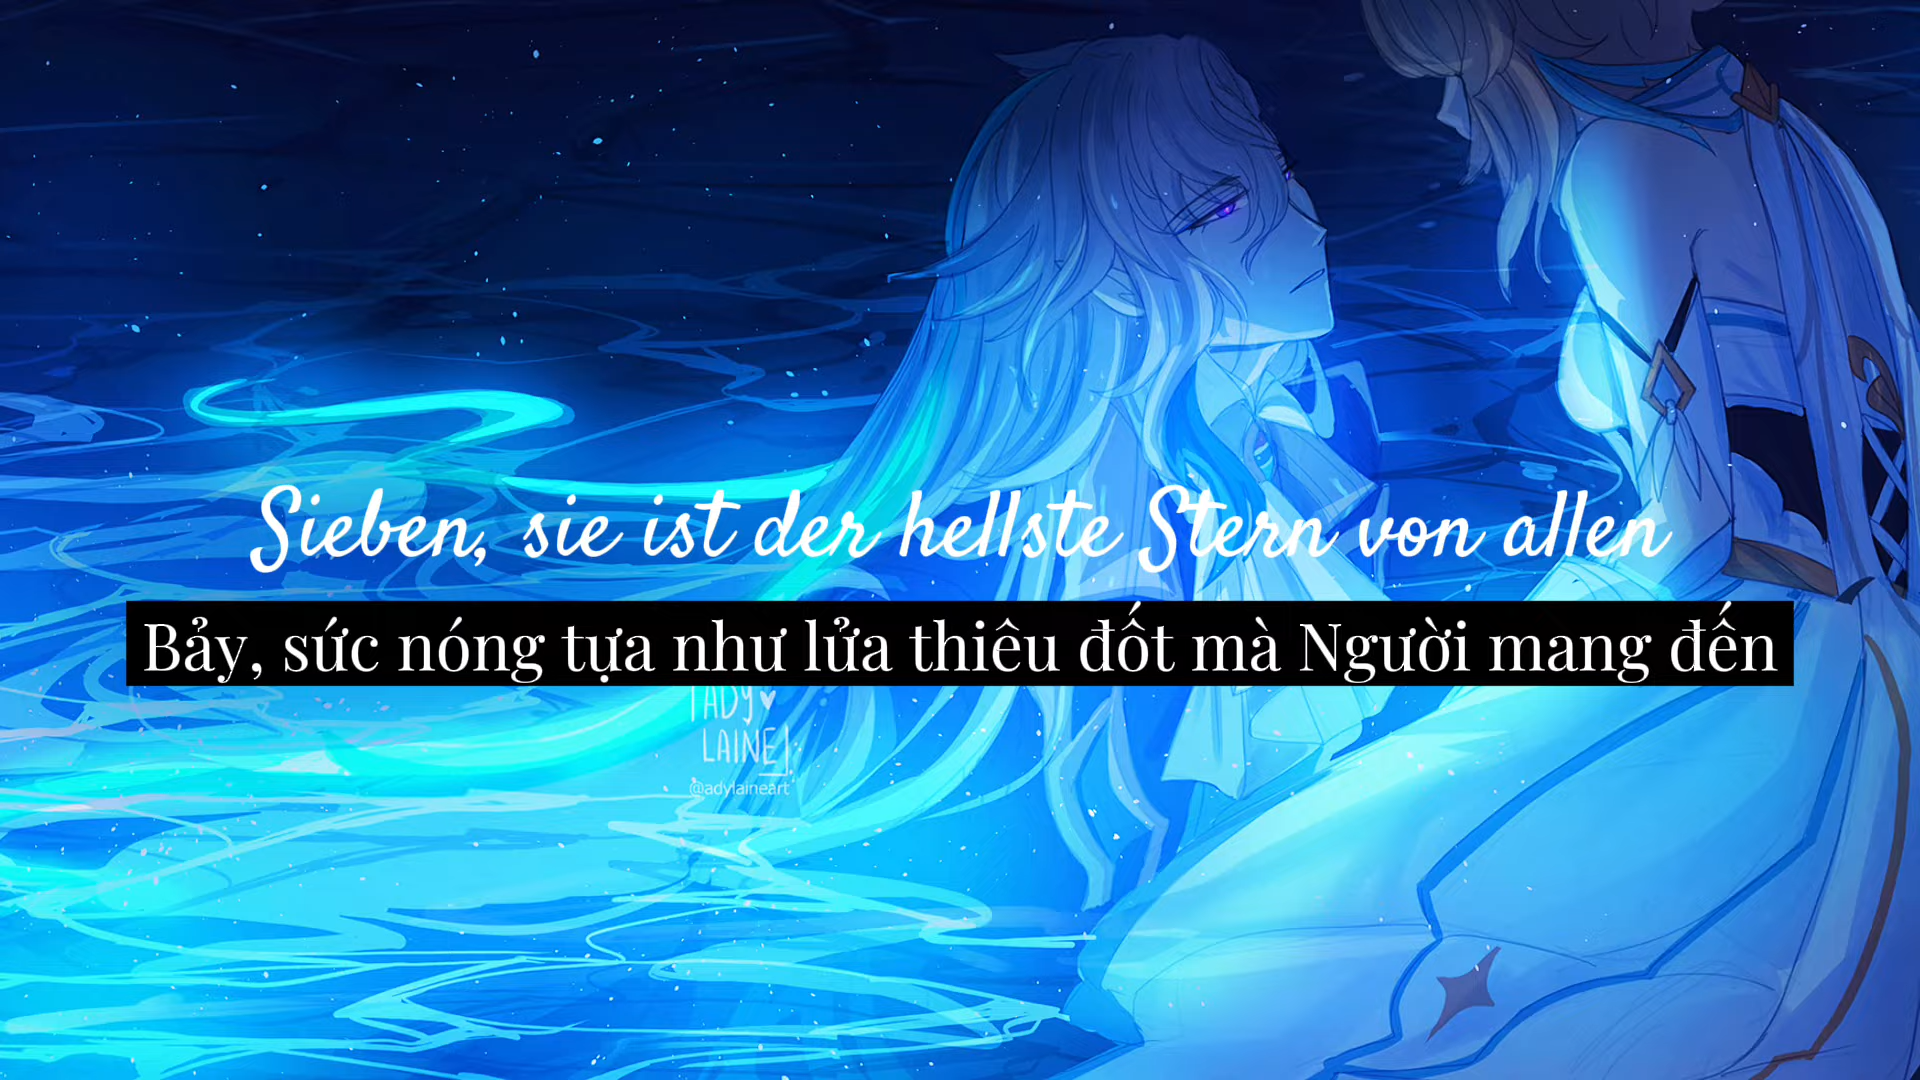 Sieben, sie ist der hellste Stern von allen
Bảy, sức nóng tựa như lửa thiêu đốt mà Người mang đến
ADY
LAINE
@adylaineart